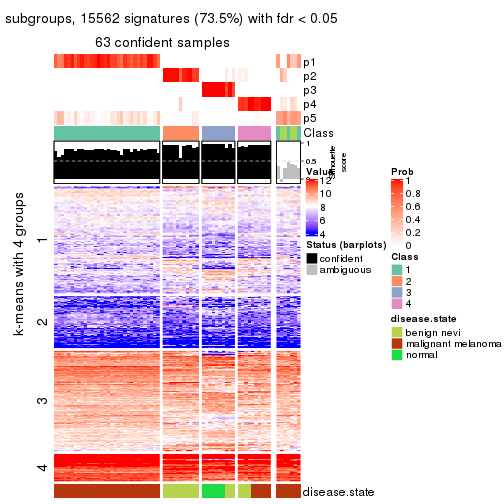 subgroups, 15562 signatures (73.5%) with fdr < 0.05
63 confident samples
p1
p2
p3
p4
p5
Class
1
0.5
0
Silhouette
score
k-means with 4 groups
1
2
3
4
disease.state
Value
12
10
8
6
4
Status (barplots)
confident
ambiguous
Prob
1
0.8
0.6
0.4
0.2
0
Class
1
2
3
4
disease.state
benign nevi
malignant melanoma
normal